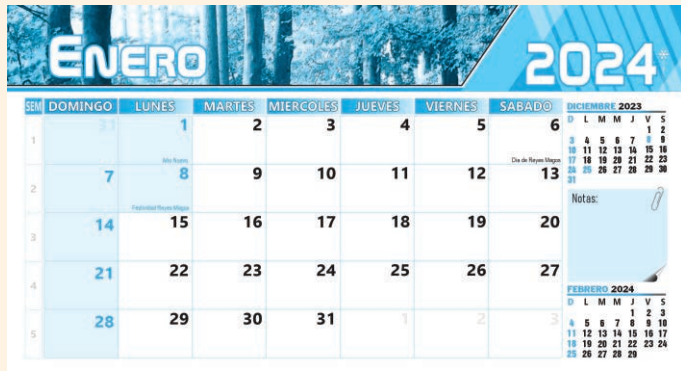 ENERO
2024*
SEM DOMINGO LUNES MARTES MIERCOLES JUEVES VIERNES SABADO
1 31 1 2 3 4 5 6
Año Nuevo Dia de Reyes Magos
2 7 8 9 10 11 12 13
Festividad Reyes Magos
3 14 15 16 17 18 19 20
4 21 22 23 24 25 26 27
5 28 29 30 31 1 2 3
DICIEMBRE 2023
D L M M J V S
1 2
3 4 5 6 7 8 9
10 11 12 13 14 15 16
17 18 19 20 21 22 23
24 25 26 27 28 29 30
31
Notas:
FEBRERO 2024
D L M M J V S
1 2 3
4 5 6 7 8 9 10
11 12 13 14 15 16 17
18 19 20 21 22 23 24
25 26 27 28 29